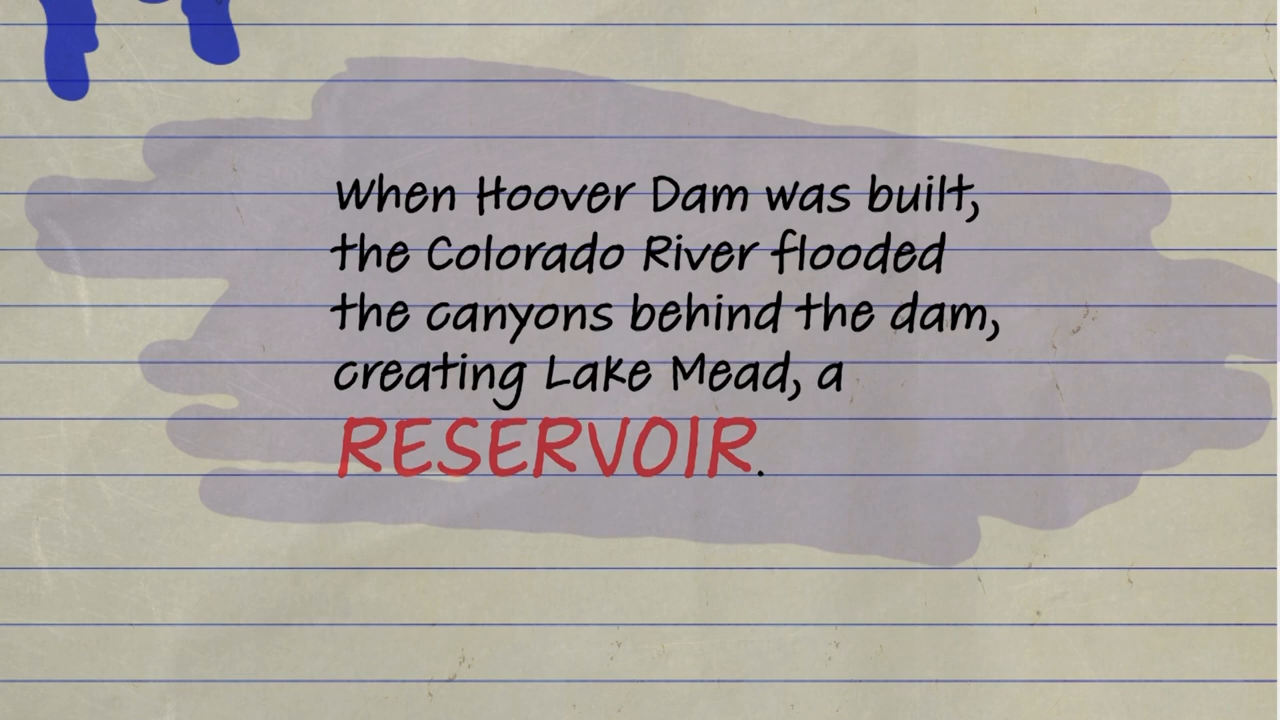 When Hoover Dam was built,
the Colorado River flooded
the canyons behind the dam,
creating Lake Mead, a
RESERVOIR.